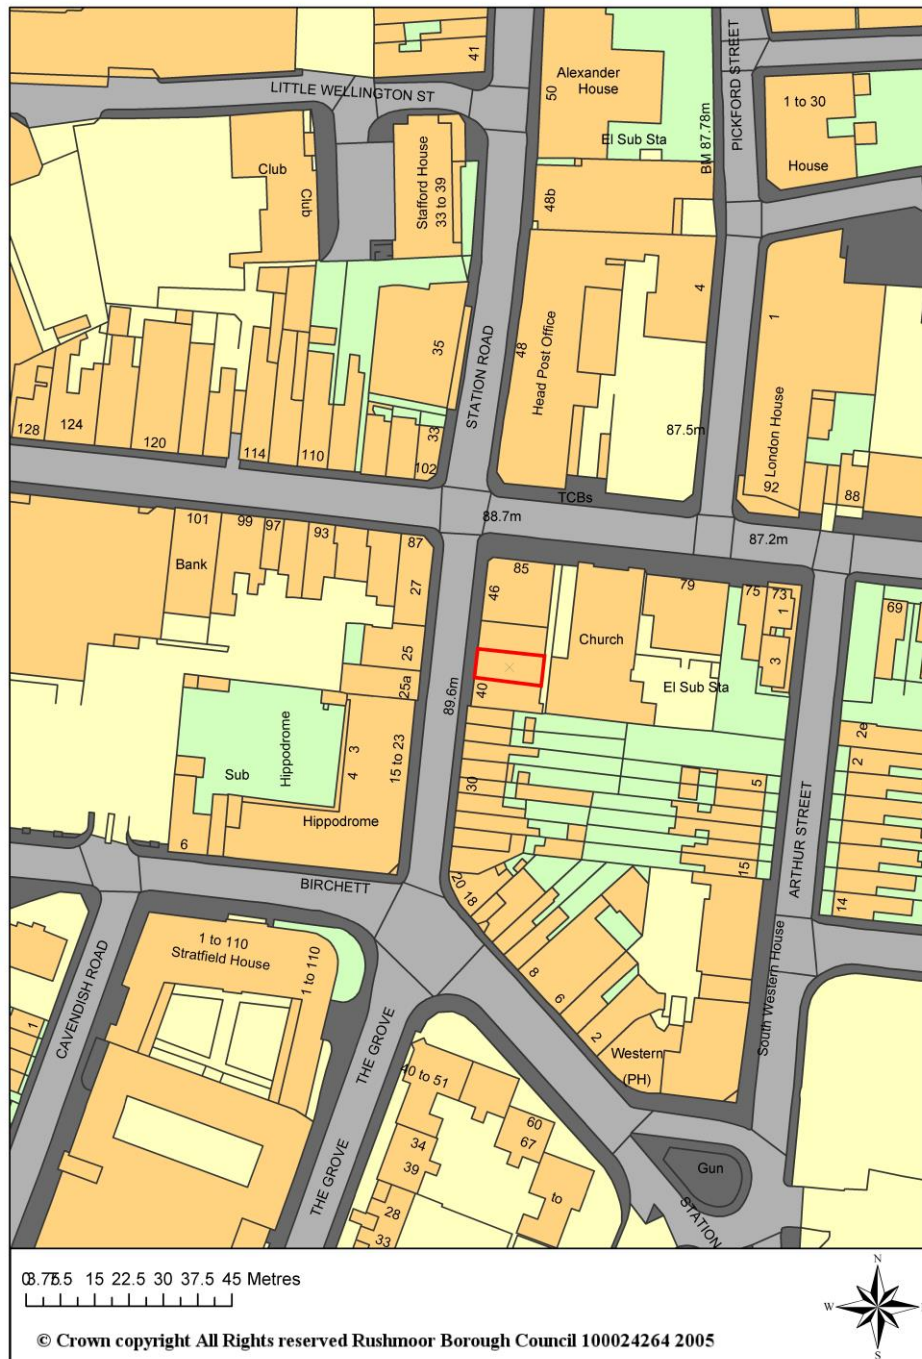 41
PICKFORD STREET
Alexander
House
50
1 to 30
House
LITTLE WELLINGTON ST
El Sub Sta
BM 87.78m
Club
Club
Stafford House
33 to 39
48b
4
1
35
STATION ROAD
48
Head Post Office
87.5m
London House
128
124
120
114
110
33
102
92
88
TCBs
88.7m
87.2m
101
99
97
93
87
Bank
27
85
46
79
75
73
1
69
Church
25
25a
3
El Sub Sta
40
89.6m
2e
2
Sub
Hippodrome
3
4
15 to 23
30
5
Hippodrome
6
15
ARTHUR STREET
14
BIRCHETT
20
18
8
6
2
1 to 110
Stratfield House
1 to 110
CAVENDISH ROAD
1
THE GROVE
THE GROVE
South Western House
Western
(PH)
40 to 51
60
67
34
39
to
28
33
Gun
STATION
0 3.75 7.5 15 22.5 30 37.5 45 Metres
N
W
E
S
© Crown copyright All Rights reserved Rushmoor Borough Council 100024264 2005